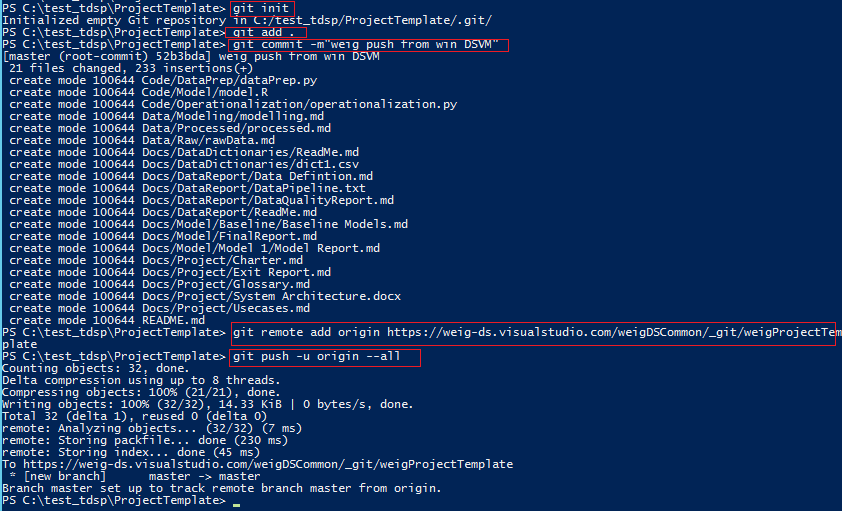 PS C:\test_tdsp\ProjectTemplate> git init
Initialized empty Git repository in C:/test_tdsp/ProjectTemplate/.git/
PS C:\test_tdsp\ProjectTemplate> git add .
PS C:\test_tdsp\ProjectTemplate> git commit -m"weig push from win DSVM"
[master (root-commit) 52b3bda] weig push from win DSVM
 21 files changed, 233 insertions(+)
 create mode 100644 Code/DataPrep/dataPrep.py
 create mode 100644 Code/Model/model.R
 create mode 100644 Code/Operationalization/operationalization.py
 create mode 100644 Data/Modeling/modelling.md
 create mode 100644 Data/Processed/processed.md
 create mode 100644 Data/Raw/rawData.md
 create mode 100644 Docs/DataDictionaries/ReadMe.md
 create mode 100644 Docs/DataDictionaries/dict1.csv
 create mode 100644 Docs/DataReport/Data Defintion.md
 create mode 100644 Docs/DataReport/DataPipeline.txt
 create mode 100644 Docs/DataReport/DataQualityReport.md
 create mode 100644 Docs/DataReport/ReadMe.md
 create mode 100644 Docs/Model/Baseline/Baseline Models.md
 create mode 100644 Docs/Model/FinalReport.md
 create mode 100644 Docs/Model/Model 1/Model Report.md
 create mode 100644 Docs/Project/Charter.md
 create mode 100644 Docs/Project/Exit Report.md
 create mode 100644 Docs/Project/Glossary.md
 create mode 100644 Docs/Project/System Architecture.docx
 create mode 100644 Docs/Project/Usecases.md
 create mode 100644 README.md
PS C:\test_tdsp\ProjectTemplate> git remote add origin https://weig-ds.visualstudio.com/weigDSCommon/_git/weigProjectTem
plate
PS C:\test_tdsp\ProjectTemplate> git push -u origin --all
Counting objects: 32, done.
Delta compression using up to 8 threads.
Compressing objects: 100% (21/21), done.
Writing objects: 100% (32/32), 14.33 KiB | 0 bytes/s, done.
Total 32 (delta 1), reused 0 (delta 0)
remote: Analyzing objects... (32/32) (7 ms)
remote: Storing packfile... done (230 ms)
remote: Storing index... done (45 ms)
To https://weig-ds.visualstudio.com/weigDSCommon/_git/weigProjectTemplate
 * [new branch]      master -> master
Branch master set up to track remote branch master from origin.
PS C:\test_tdsp\ProjectTemplate>